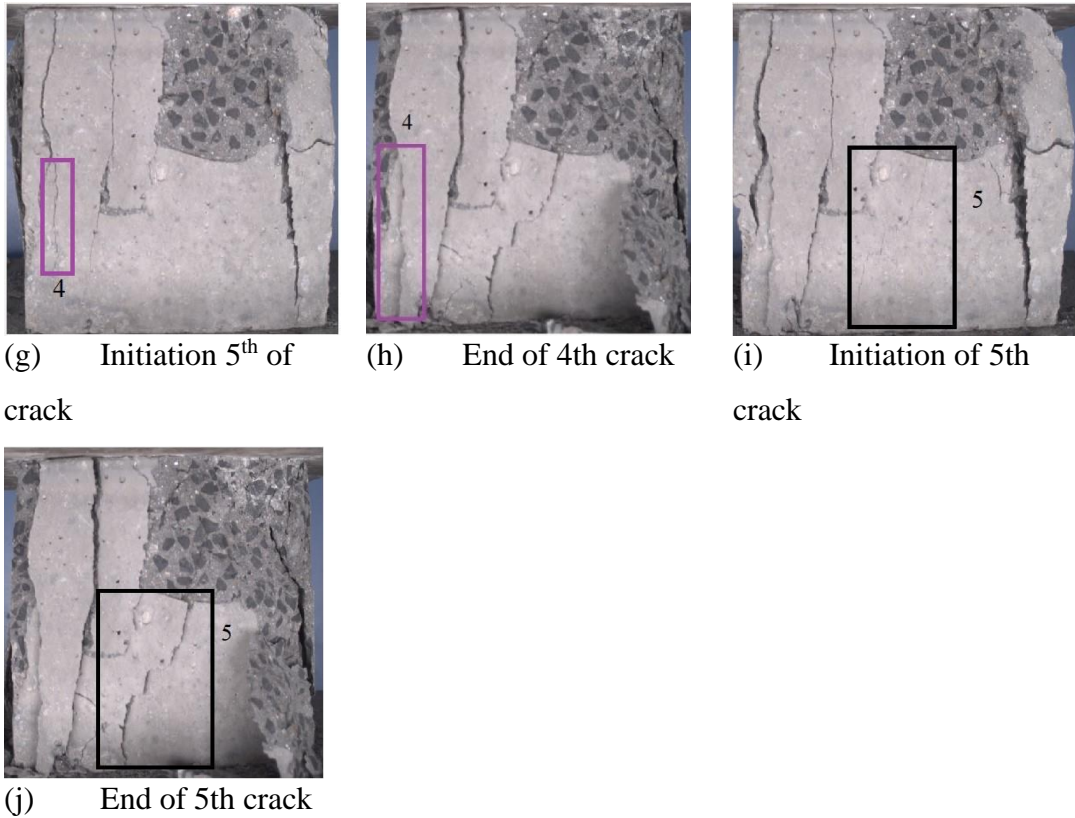 4
4
5
(g) Initiation 5th of
crack
(h) End of 4th crack
(i) Initiation of 5th
crack
5
(j) End of 5th crack